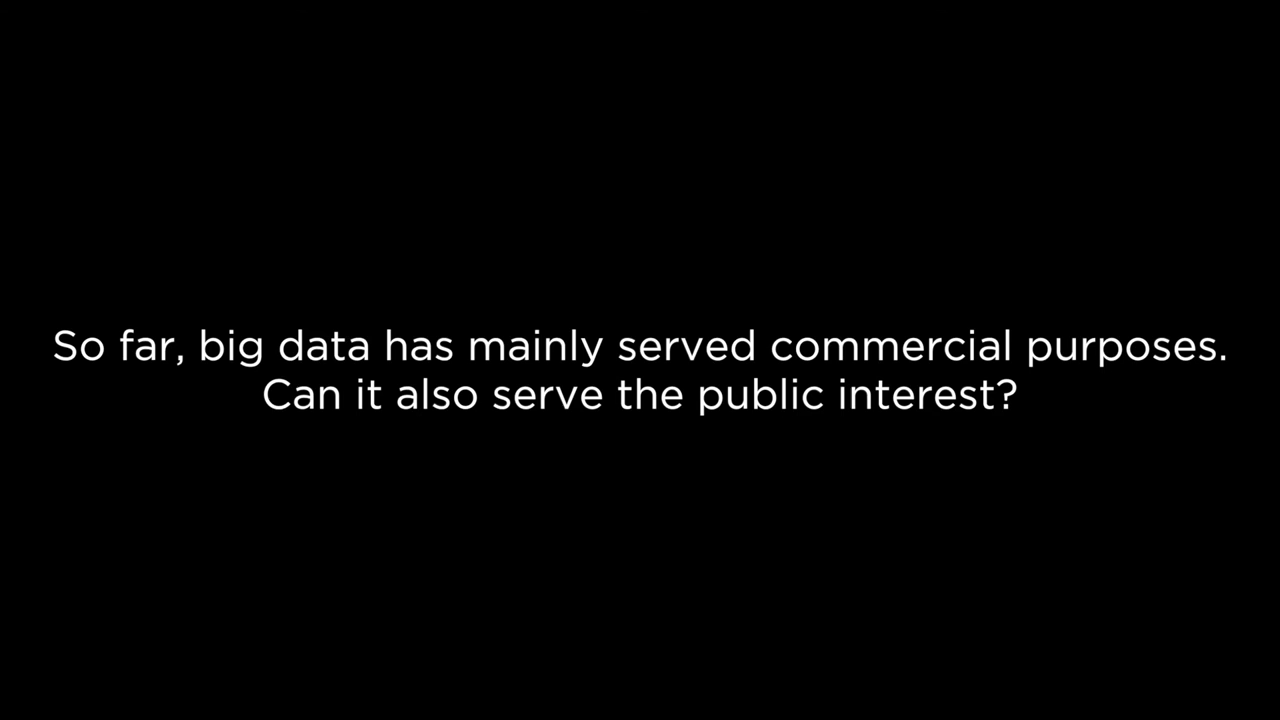 So far, big data has mainly served commercial purposes.
Can it also serve the public interest?